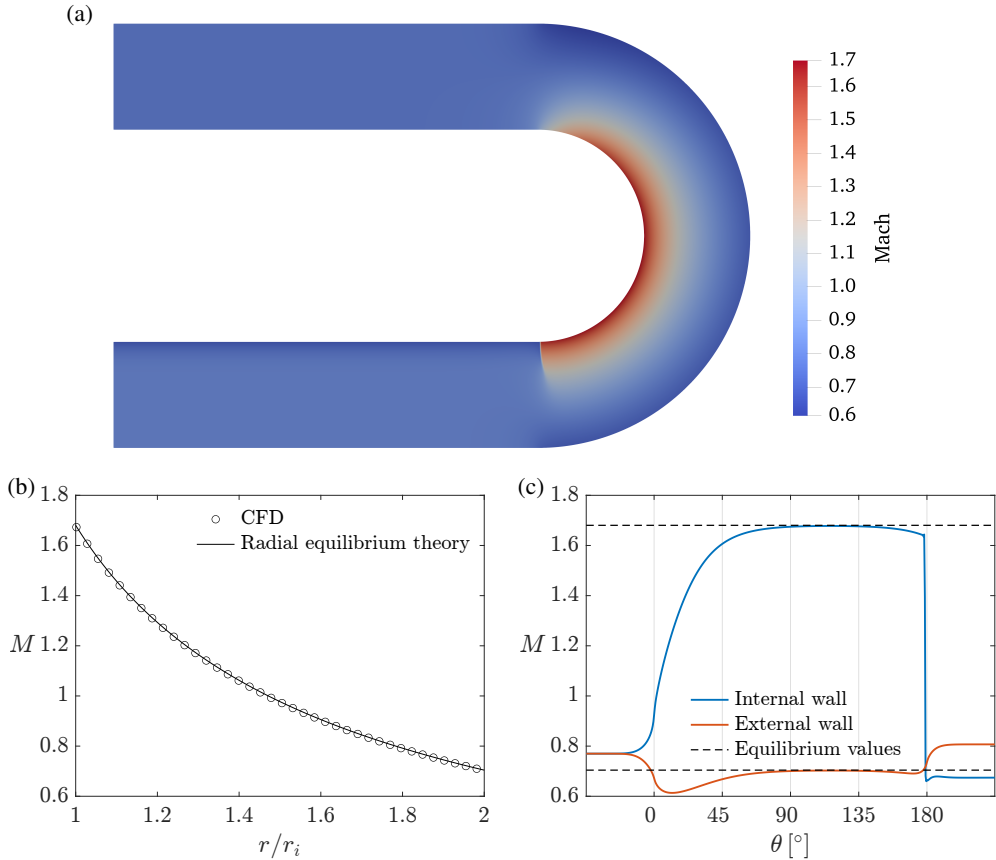 (a)
1.7
1.6
1.5
1.4
1.3
1.2
1.1
1.0
0.9
0.8
0.7
0.6
Mach
(b)
1.8
1.6
1.4
1.2
1
0.8
0.6
M
CFD
Radial equilibrium theory
1 1.2 1.4 1.6 1.8 2
r/r_i
(c)
1.8
1.6
1.4
1.2
1
0.8
0.6
M
Internal wall
External wall
Equilibrium values
0 45 90 135 180
θ [°]